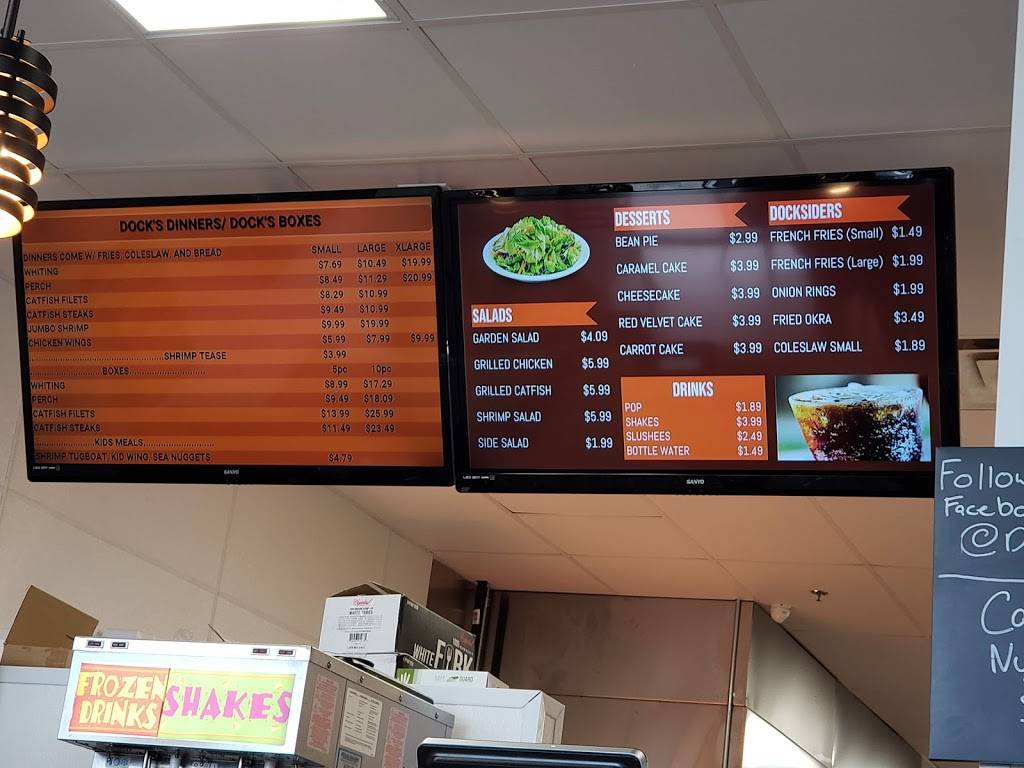 DOCK'S DINNERS/ DOCK'S BOXES
DINNERS COME W/ FRIES, COLESLAW, AND BREAD SMALL LARGE XLARGE
WHITING $7.69 $10.49 $19.99
PERCH $8.49 $11.29 $20.99
CATFISH FILETS $8.29 $10.99
CATFISH STEAKS $9.49 $10.99
JUMBO SHRIMP $9.99 $19.99
CHICKEN WINGS $5.99 $7.99 $9.99
SHRIMP TEASE $3.99
BOXES 5pc 10pc
WHITING $8.99 $17.29
PERCH $9.49 $18.09
CATFISH FILETS $13.99 $25.99
CATFISH STEAKS $11.49 $23.49
KIDS MEALS
SHRIMP TUGBOAT, KID WING, SEA NUGGETS $4.79
SANYO
SALADS
GARDEN SALAD $4.09
GRILLED CHICKEN $5.99
GRILLED CATFISH $5.99
SHRIMP SALAD $5.99
SIDE SALAD $1.99
DESSERTS
BEAN PIE $2.99
CARAMEL CAKE $3.99
CHEESECAKE $3.99
RED VELVET CAKE $3.99
CARROT CAKE $3.99
DOCKSIDERS
FRENCH FRIES (Small) $1.49
FRENCH FRIES (Large) $1.99
ONION RINGS $1.99
FRIED OKRA $3.49
COLESLAW SMALL $1.89
DRINKS
POP $1.89
SHAKES $3.99
SLUSHEES $2.49
BOTTLE WATER $1.49
SANYO
Follow
Facebo
@D
Co
Nu
WHITE FORK
FROZEN DRINKS
SHAKES